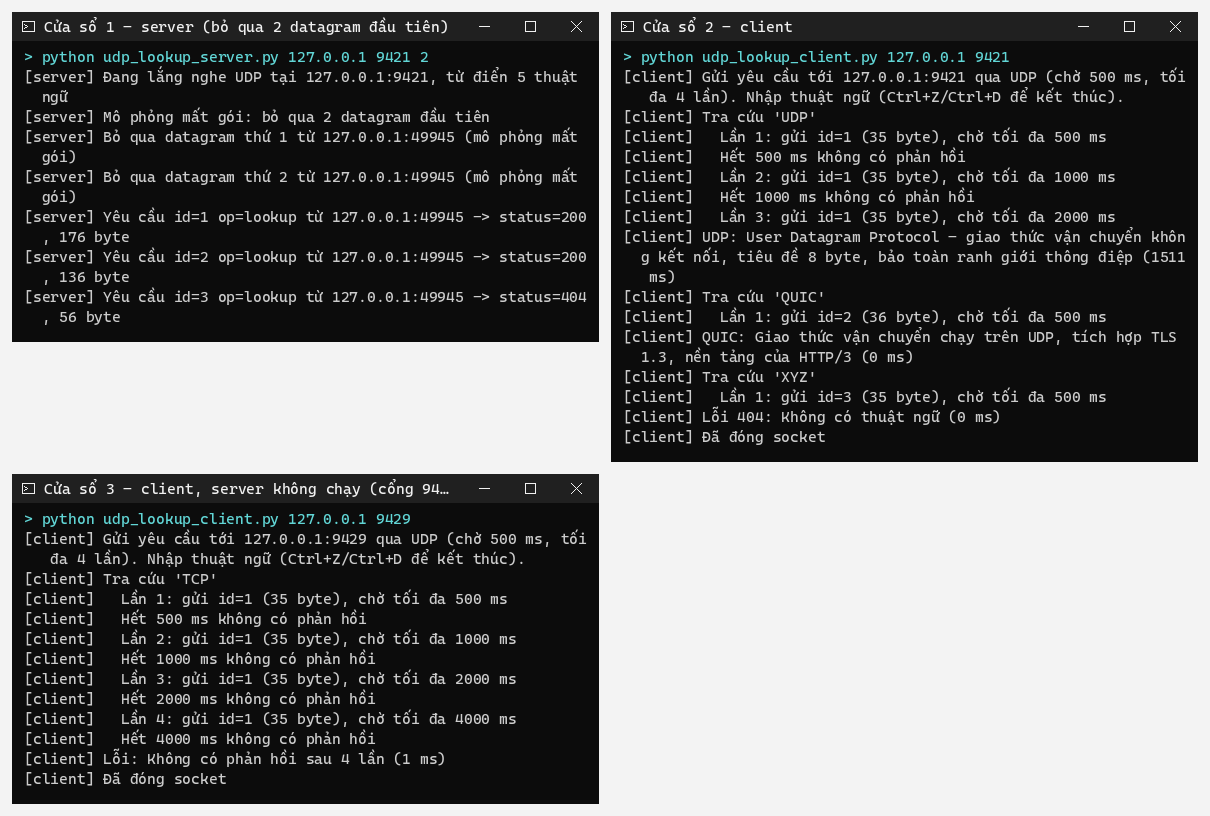 Cửa sổ 1 — server (bỏ qua 2 datagram đầu tiên)
> python udp_lookup_server.py 127.0.0.1 9421 2
[server] Đang lắng nghe UDP tại 127.0.0.1:9421, từ điển 5 thuật
ngữ
[server] Mô phỏng mất gói: bỏ qua 2 datagram đầu tiên
[server] Bỏ qua datagram thứ 1 từ 127.0.0.1:49945 (mô phỏng mất
gói)
[server] Bỏ qua datagram thứ 2 từ 127.0.0.1:49945 (mô phỏng mất
gói)
[server] Yêu cầu id=1 op=lookup từ 127.0.0.1:49945 -> status=200
, 176 byte
[server] Yêu cầu id=2 op=lookup từ 127.0.0.1:49945 -> status=200
, 136 byte
[server] Yêu cầu id=3 op=lookup từ 127.0.0.1:49945 -> status=404
, 56 byte
Cửa sổ 2 — client
> python udp_lookup_client.py 127.0.0.1 9421
[client] Gửi yêu cầu tới 127.0.0.1:9421 qua UDP (chờ 500 ms, tối
đa 4 lần). Nhập thuật ngữ (Ctrl+Z/Ctrl+D để kết thúc).
[client] Tra cứu 'UDP'
[client]   Lần 1: gửi id=1 (35 byte), chờ tối đa 500 ms
[client]   Hết 500 ms không có phản hồi
[client]   Lần 2: gửi id=1 (35 byte), chờ tối đa 1000 ms
[client]   Hết 1000 ms không có phản hồi
[client]   Lần 3: gửi id=1 (35 byte), chờ tối đa 2000 ms
[client] UDP: User Datagram Protocol — giao thức vận chuyển khôn
g kết nối, tiêu đề 8 byte, bảo toàn ranh giới thông điệp (1511
ms)
[client] Tra cứu 'QUIC'
[client]   Lần 1: gửi id=2 (36 byte), chờ tối đa 500 ms
[client] QUIC: Giao thức vận chuyển chạy trên UDP, tích hợp TLS
1.3, nền tảng của HTTP/3 (0 ms)
[client] Tra cứu 'XYZ'
[client]   Lần 1: gửi id=3 (35 byte), chờ tối đa 500 ms
[client] Lỗi 404: Không có thuật ngữ (0 ms)
[client] Đã đóng socket
Cửa sổ 3 — client, server không chạy (cổng 94…
> python udp_lookup_client.py 127.0.0.1 9429
[client] Gửi yêu cầu tới 127.0.0.1:9429 qua UDP (chờ 500 ms, tối
đa 4 lần). Nhập thuật ngữ (Ctrl+Z/Ctrl+D để kết thúc).
[client] Tra cứu 'TCP'
[client]   Lần 1: gửi id=1 (35 byte), chờ tối đa 500 ms
[client]   Hết 500 ms không có phản hồi
[client]   Lần 2: gửi id=1 (35 byte), chờ tối đa 1000 ms
[client]   Hết 1000 ms không có phản hồi
[client]   Lần 3: gửi id=1 (35 byte), chờ tối đa 2000 ms
[client]   Hết 2000 ms không có phản hồi
[client]   Lần 4: gửi id=1 (35 byte), chờ tối đa 4000 ms
[client]   Hết 4000 ms không có phản hồi
[client] Lỗi: Không có phản hồi sau 4 lần (1 ms)
[client] Đã đóng socket